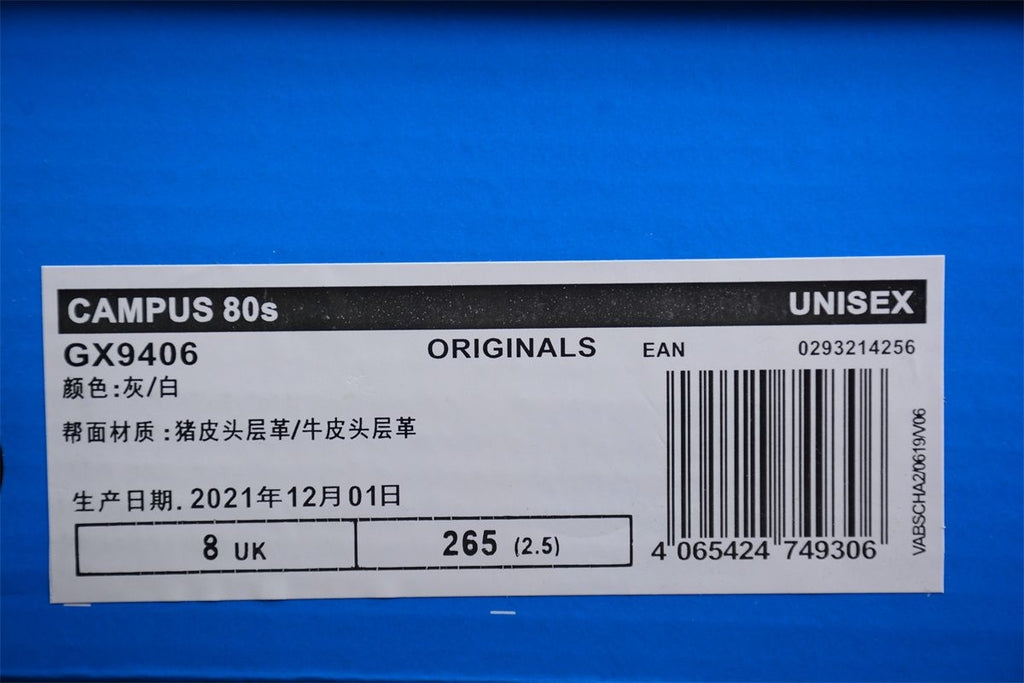 CAMPUS 80s UNISEX
GX9406 ORIGINALS EAN 0293214256
颜色:灰/白
帮面材质:猪皮头层革/牛皮头层革
生产日期.2021年12月01日
8 UK 265 (2.5)
4 065424 749306
VABSCHA2/0619/V06